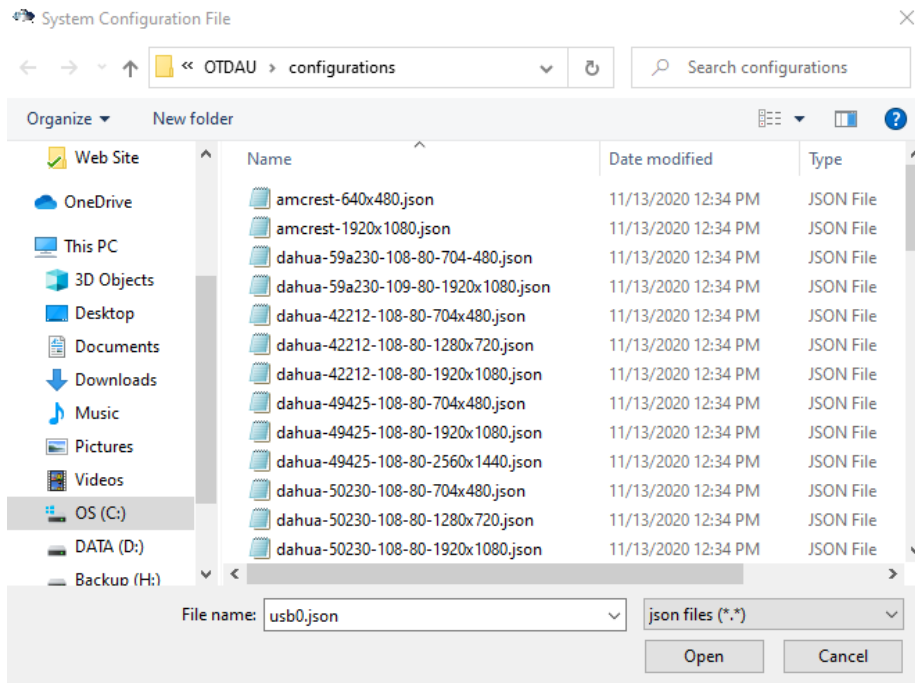 System Configuration File
« OTDAU › configurations
Search configurations
Organize
New folder
Web Site
OneDrive
This PC
3D Objects
Desktop
Documents
Downloads
Music
Pictures
Videos
OS (C:)
DATA (D:)
Backup (H:)
Name Date modified Type
amcrest-640x480.json 11/13/2020 12:34 PM JSON File
amcrest-1920x1080.json 11/13/2020 12:34 PM JSON File
dahua-59a230-108-80-704-480.json 11/13/2020 12:34 PM JSON File
dahua-59a230-109-80-1920x1080.json 11/13/2020 12:34 PM JSON File
dahua-42212-108-80-704x480.json 11/13/2020 12:34 PM JSON File
dahua-42212-108-80-1280x720.json 11/13/2020 12:34 PM JSON File
dahua-42212-108-80-1920x1080.json 11/13/2020 12:34 PM JSON File
dahua-49425-108-80-704x480.json 11/13/2020 12:34 PM JSON File
dahua-49425-108-80-1920x1080.json 11/13/2020 12:34 PM JSON File
dahua-49425-108-80-2560x1440.json 11/13/2020 12:34 PM JSON File
dahua-50230-108-80-704x480.json 11/13/2020 12:34 PM JSON File
dahua-50230-108-80-1280x720.json 11/13/2020 12:34 PM JSON File
dahua-50230-108-80-1920x1080.json 11/13/2020 12:34 PM JSON File
File name: usb0.json json files (*.*)
Open Cancel